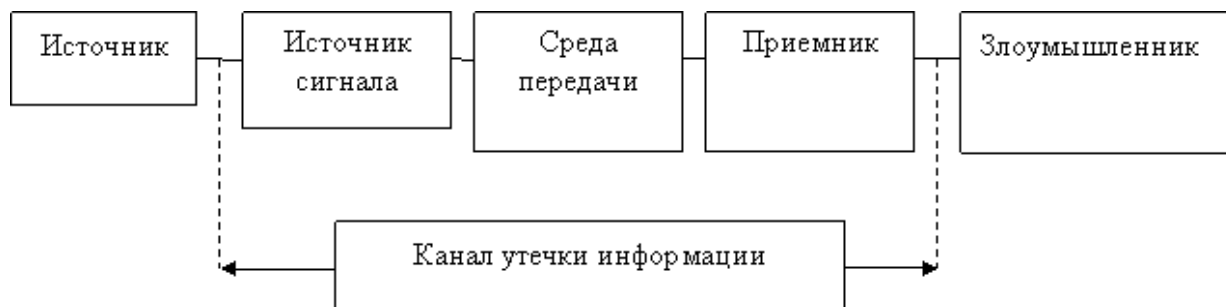 Источник
Источник
сигнала
Среда
передачи
Приемник
Злоумышленник
Канал утечки информации